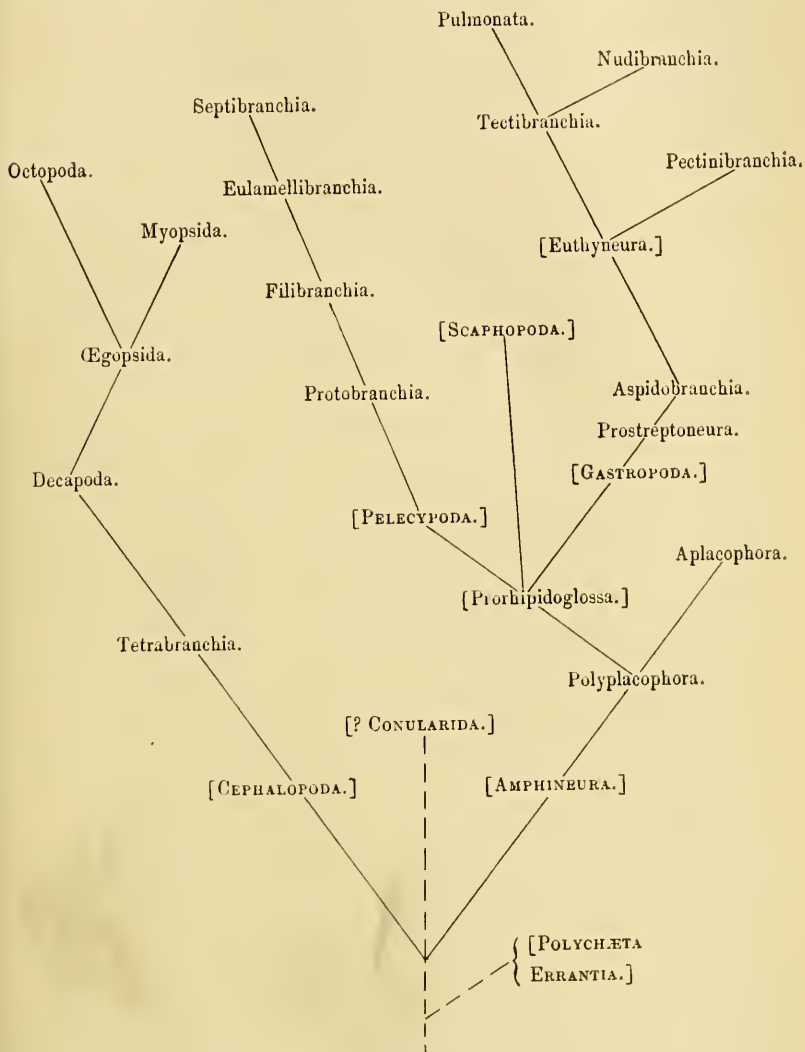 Pulmonata.
Nudibranchia.
Septibranchia.
Tectibranchia.
Octopoda.
Pectinibranchia.
Eulamellibranchia.
Myopsida.
[Euthyneura.]
Filibranchia.
[SCAPHOPODA.]
Œgopsida.
Protobranchia.
Aspidobranchia.
Prostreptoneura.
[GASTROPODA.]
Decapoda.
[PELECYPODA.]
Aplacophora.
[Prorhipidoglossa.]
Tetrabranchia.
Polyplacophora.
[? CONULARIDA.]
[CEPHALOPODA.]
[AMPHINEURA.]
{ [POLYCHÆTA
ERRANTIA.]